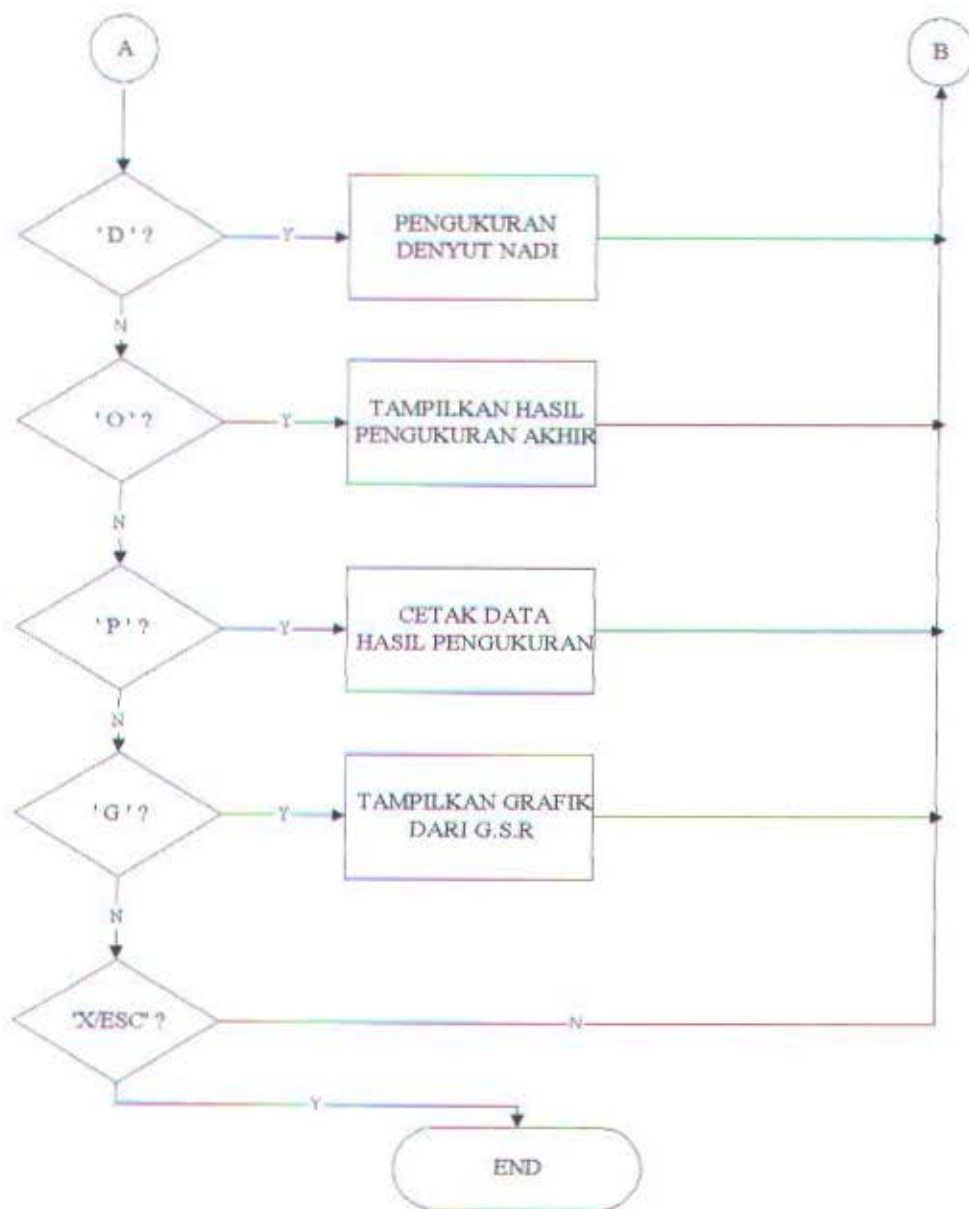 A
B
'D'?
Y
PENGUKURAN
DENYUT NADI
N
'O'?
Y
TAMPILKAN HASIL
PENGUKURAN AKHIR
N
'P'?
Y
CETAK DATA
HASIL PENGUKURAN
N
'G'?
Y
TAMPILKAN GRAFIK
DARI G.S.R
N
'X/ESC'?
N
Y
END